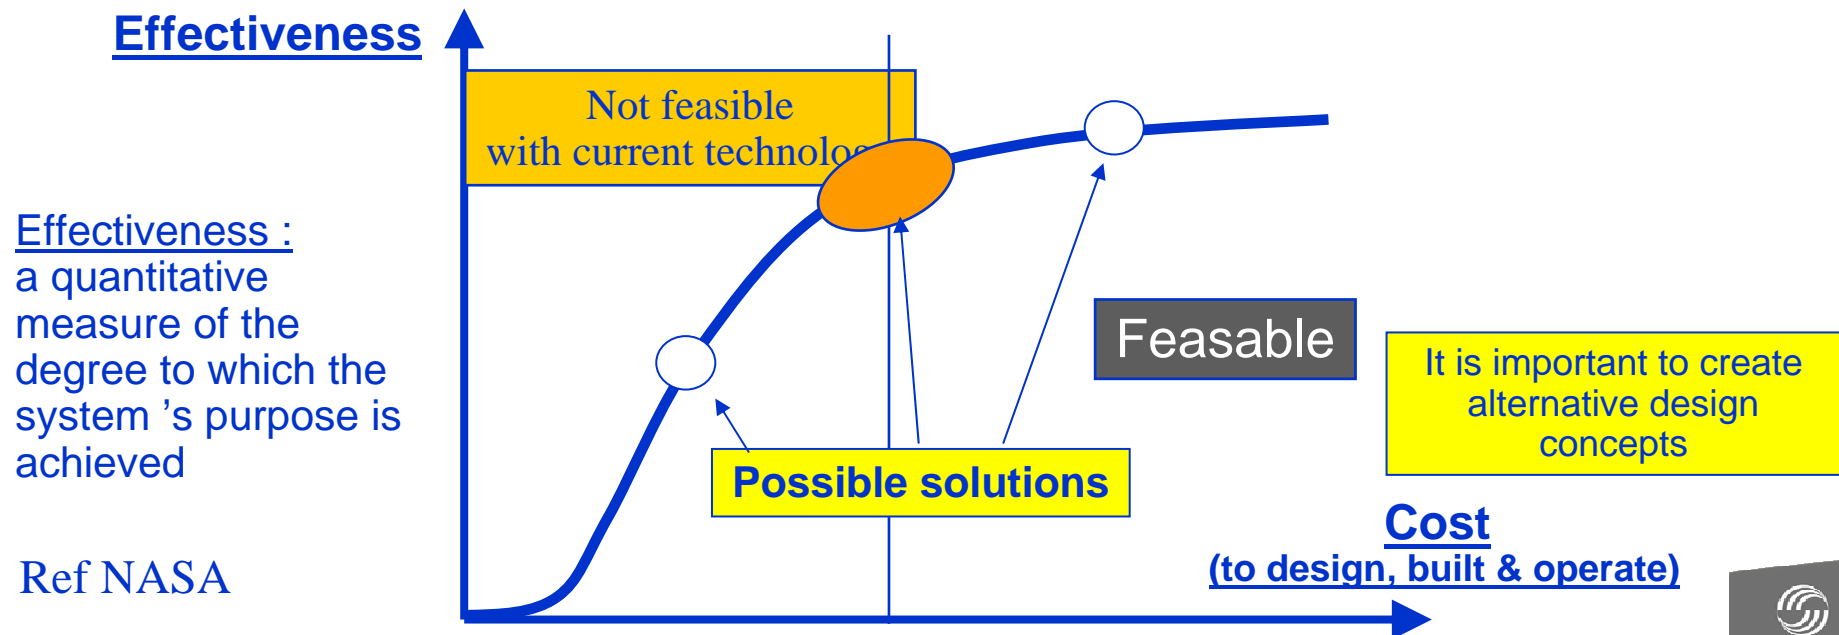 Effectiveness
Not feasible
with current technolog
Effectiveness :
a quantitative
measure of the
degree to which the
system ’s purpose is
achieved
Feasable
It is important to create
alternative design
concepts
Possible solutions
Cost
(to design, built & operate)
Ref NASA